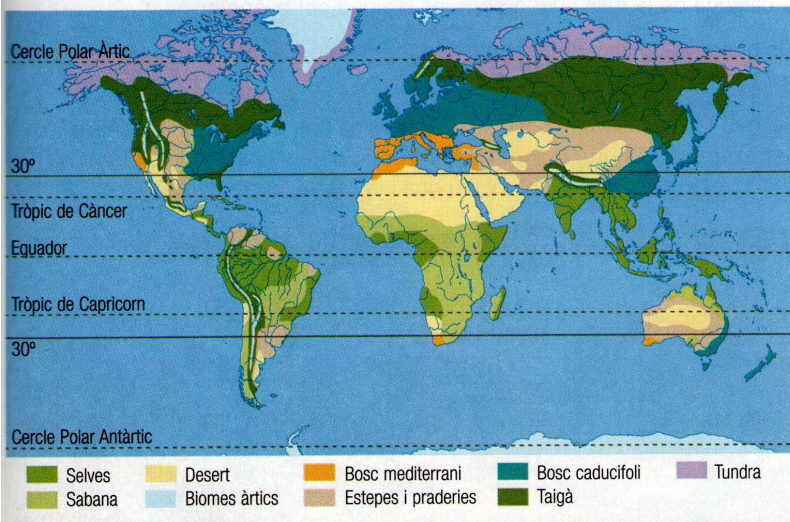 Cercle Polar Àrtic
30º
Tròpic de Càncer
Equador
Tròpic de Capricorn
30º
Cercle Polar Antàrtic
Selves
Desert
Bosc mediterrani
Bosc caducifoli
Tundra
Sabana
Biomes àrtics
Estepes i praderies
Taigà